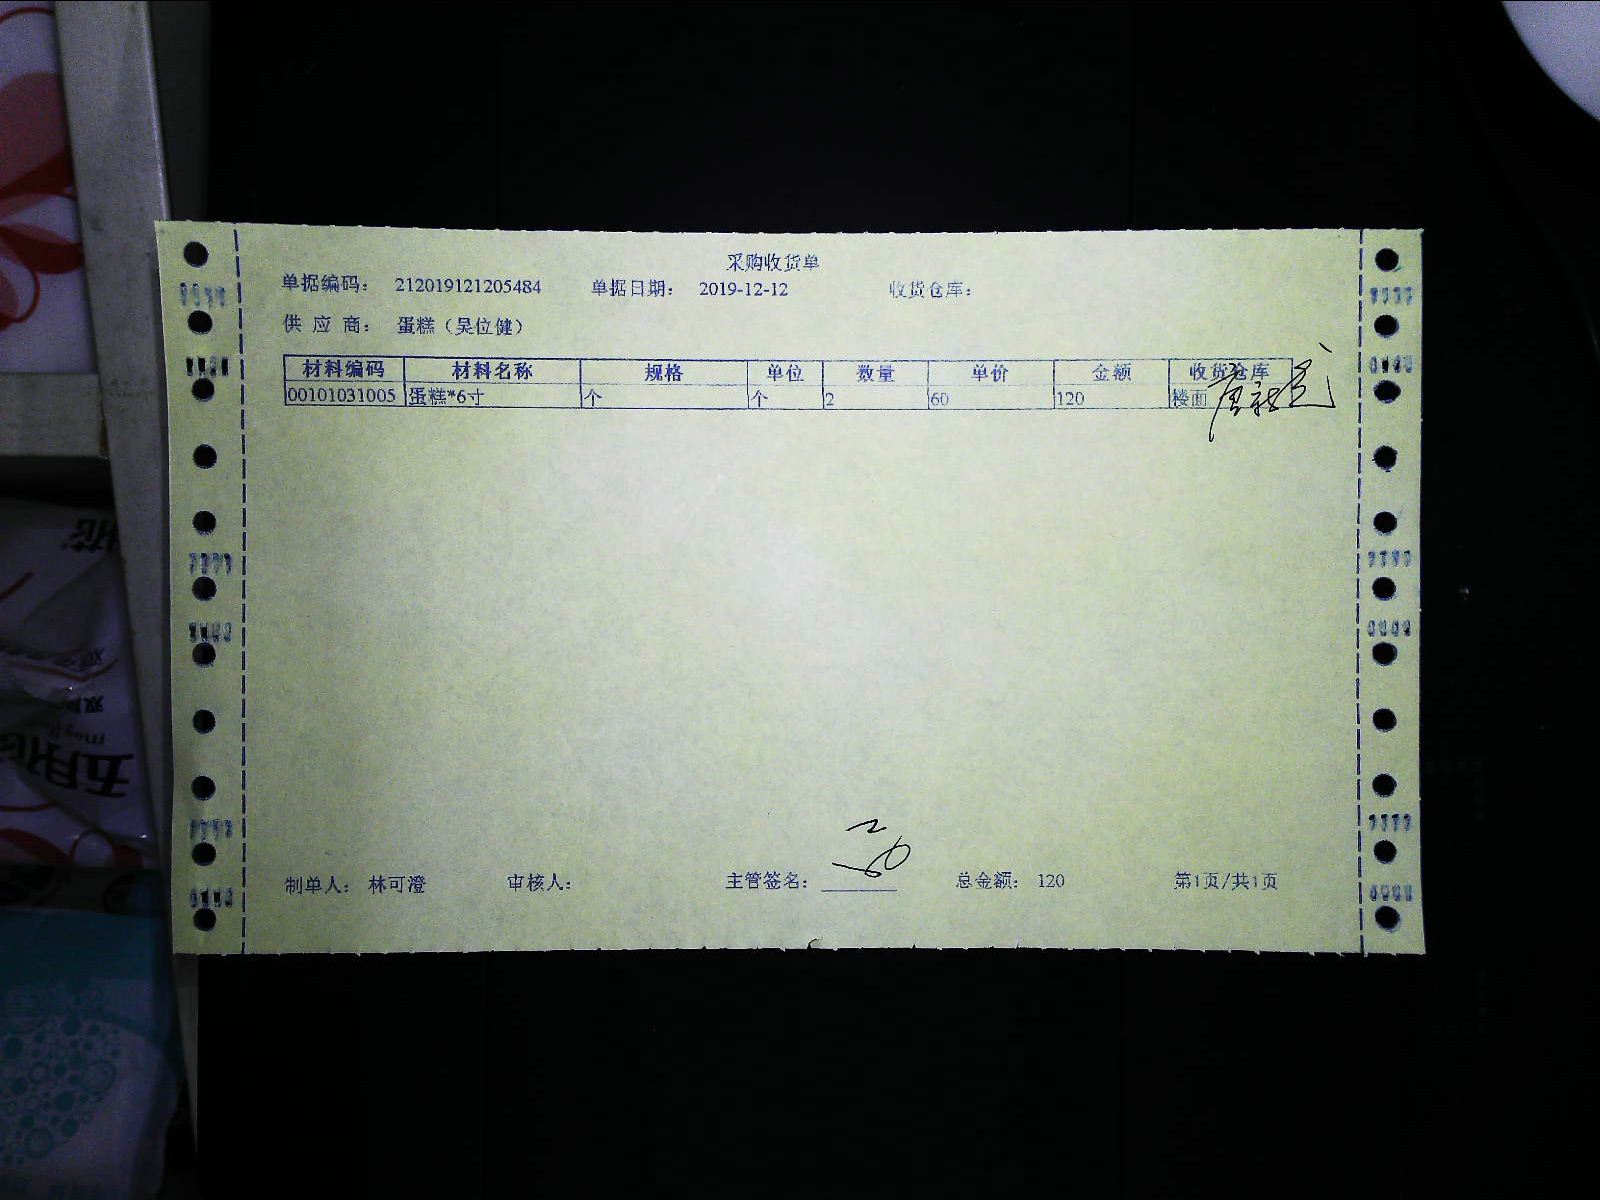 采购收货单
单据编码： 212019121205484 单据日期： 2019-12-12 收货仓库：
供应商： 蛋糕（吴位健）
材料编码 材料名称 规格 单位 数量 单价 金额 收货仓库
00101031005 蛋糕*6寸 个 个 2 60 120 楼面
制单人： 林可澄 审核人： 主管签名： 总金额： 120 第1页/共1页
五月花